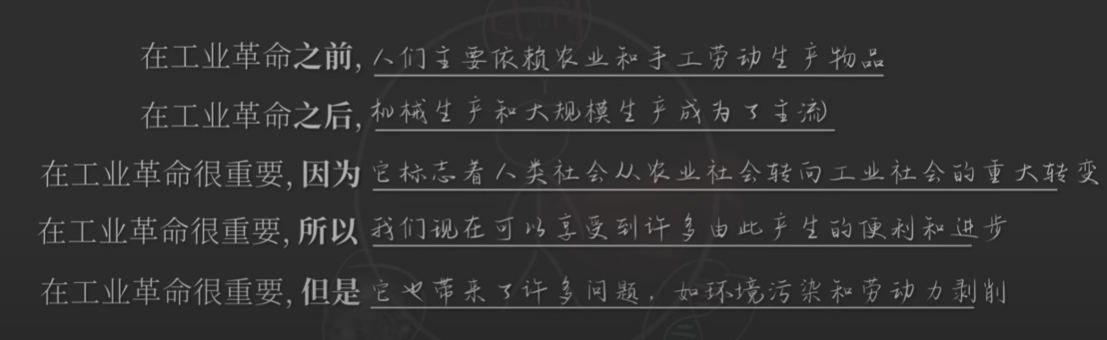 在工业革命之前, 人们主要依赖农业和手工劳动生产物品
在工业革命之后, 机械生产和大规模生产成为了主流
在工业革命很重要, 因为 它标志着人类社会从农业社会转向工业社会的重大转变
在工业革命很重要, 所以 我们现在可以享受到许多由此产生的便利和进步
在工业革命很重要, 但是 它也带来了许多问题，如环境污染和劳动力剥削